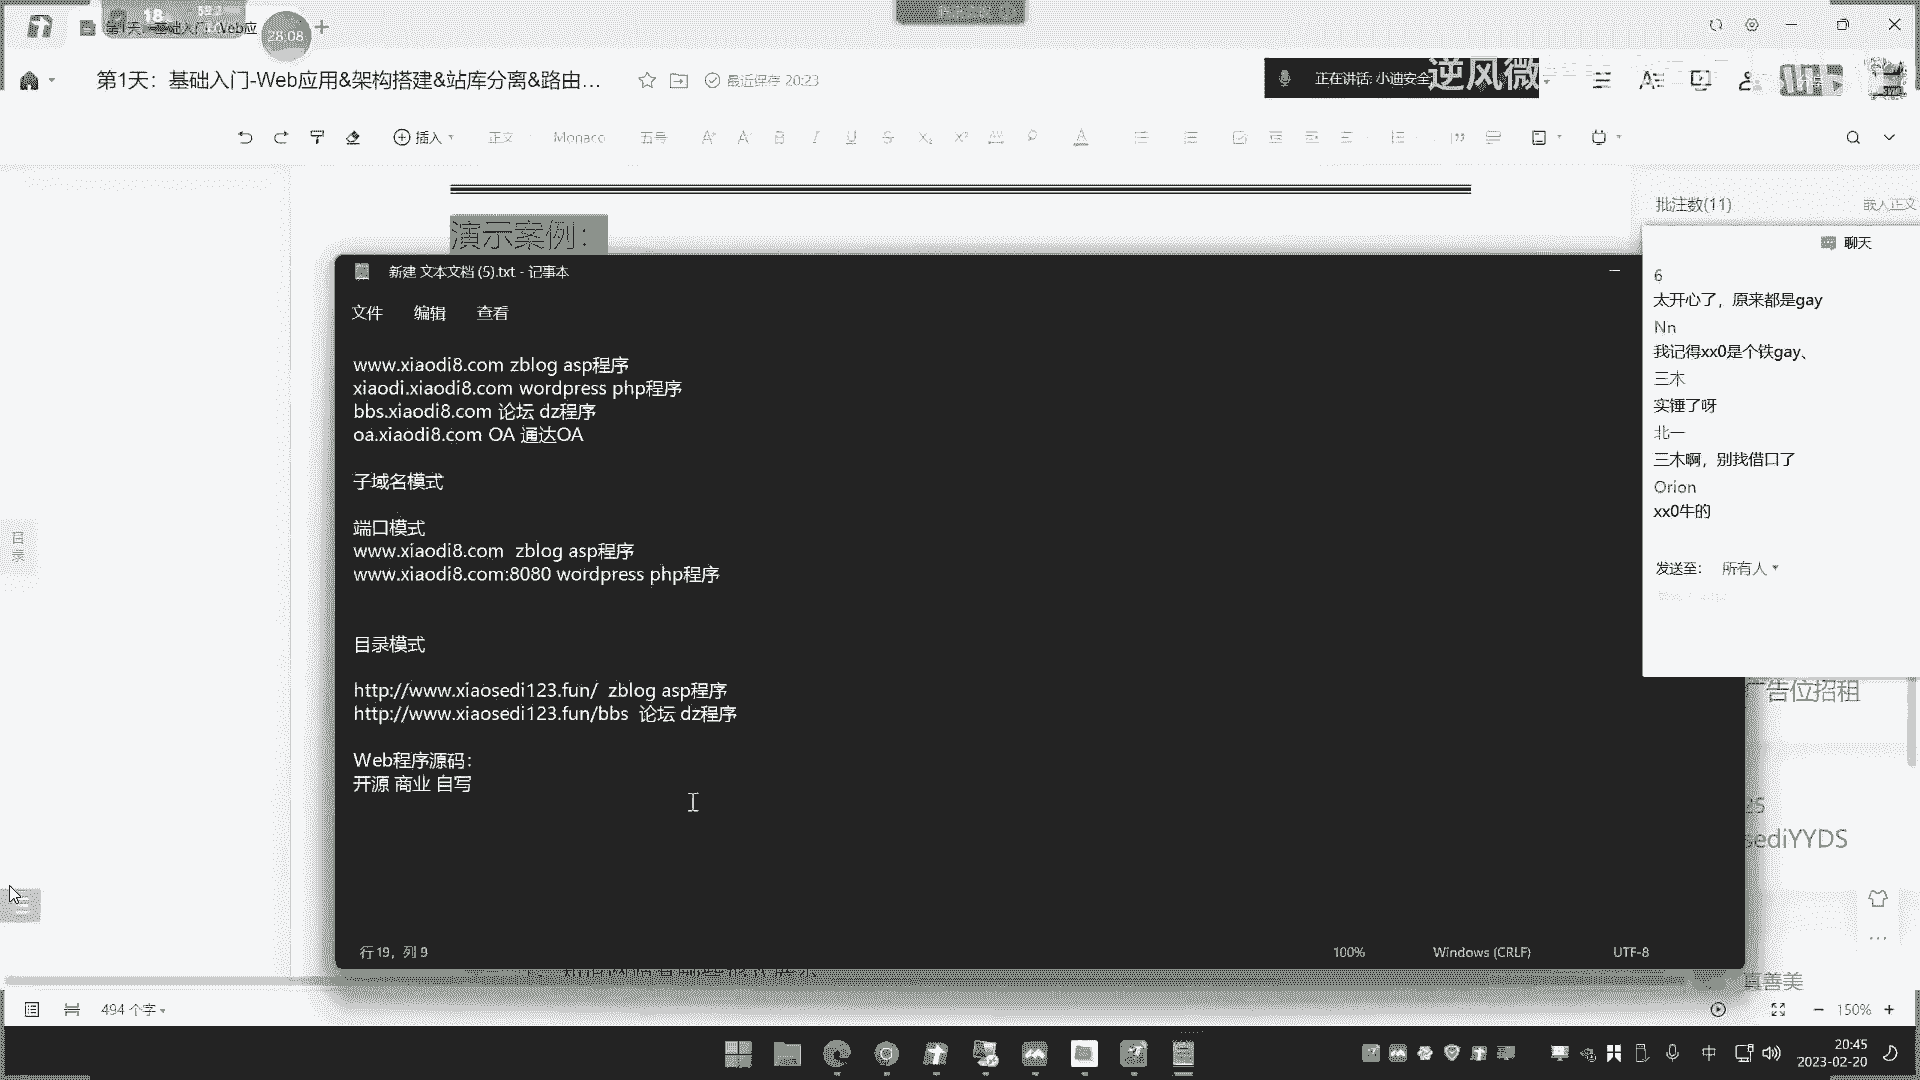 28:08
第1天：基础入门-Web应用&架构搭建&站库分离&路由...
最近保存 20:23
正在讲话: 小迪安全
逆风微
插入
正文
Monaco
五号
演示案例：
批注数(11)
嵌入正文
新建 文本文档 (5).txt - 记事本
文件 编辑 查看
www.xiaodi8.com zblog asp程序
xiaodi.xiaodi8.com wordpress php程序
bbs.xiaodi8.com 论坛 dz程序
oa.xiaodi8.com OA 通达OA
子域名模式
端口模式
www.xiaodi8.com  zblog asp程序
www.xiaodi8.com:8080 wordpress php程序
目录模式
http://www.xiaosedi123.fun/  zblog asp程序
http://www.xiaosedi123.fun/bbs  论坛 dz程序
Web程序源码：
开源 商业 自写
行 19，列 9
100%
Windows (CRLF)
UTF-8
聊天
6
太开心了，原来都是gay
Nn
我记得xx0是个铁gay、
三木
实锤了呀
北一
三木啊，别找借口了
Orion
xx0牛的
发送至： 所有人
告位招租
25
sediYYDS
真善美
目录
494 个字
150%
中
20:45
2023-02-20